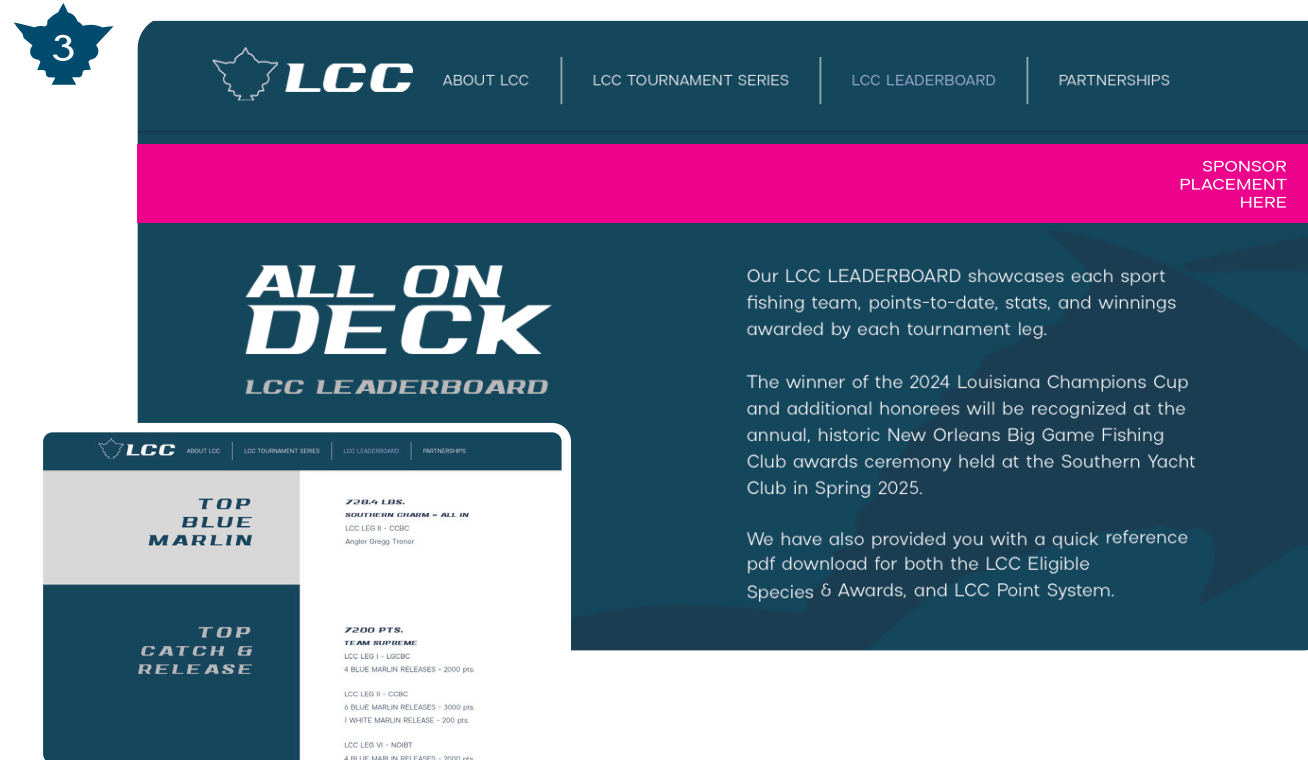 3
LCC
ABOUT LCC
LCC TOURNAMENT SERIES
LCC LEADERBOARD
PARTNERSHIPS
SPONSOR
PLACEMENT
HERE
ALL ON
DECK
LCC LEADERBOARD
Our LCC LEADERBOARD showcases each sport
fishing team, points-to-date, stats, and winnings
awarded by each tournament leg.
The winner of the 2024 Louisiana Champions Cup
and additional honorees will be recognized at the
annual, historic New Orleans Big Game Fishing
Club awards ceremony held at the Southern Yacht
Club in Spring 2025.
We have also provided you with a quick reference
pdf download for both the LCC Eligible
Species & Awards, and LCC Point System.
LCC
ABOUT LCC
LCC TOURNAMENT SERIES
LCC LEADERBOARD
PARTNERSHIPS
TOP
BLUE
MARLIN
728.4 LBS.
SOUTHERN CHARM - ALL IN
LCC LEG II - CCBC
Angler Gregg Trenor
TOP
CATCH &
RELEASE
7200 PTS.
TEAM SUPREME
LCC LEG I - LGCBC
4 BLUE MARLIN RELEASES - 2000 pts.
LCC LEG II - CCBC
6 BLUE MARLIN RELEASES - 3000 pts.
1 WHITE MARLIN RELEASE - 200 pts.
LCC LEG VI - NOIBT
4 BLUE MARLIN RELEASES - 2000 pts.